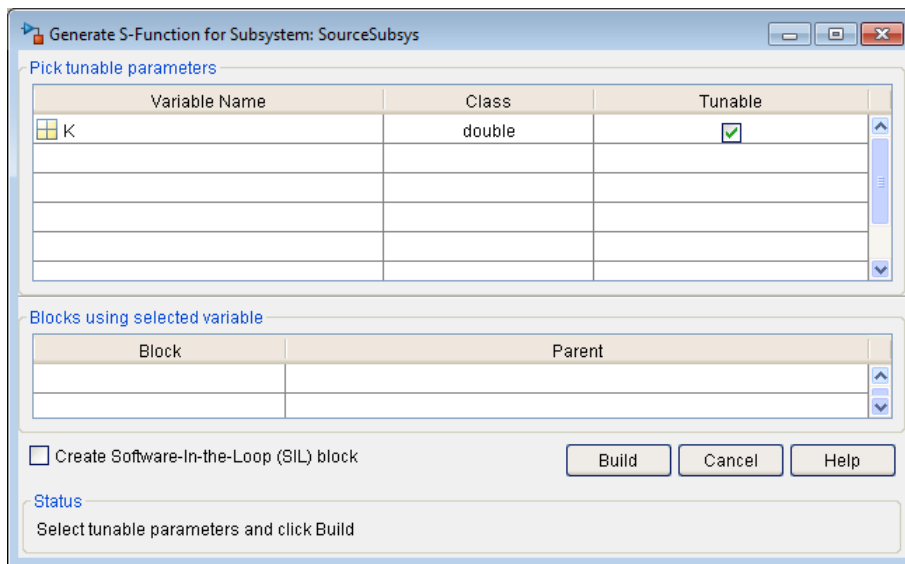 Generate S-Function for Subsystem: SourceSubsys
Pick tunable parameters
Variable Name Class Tunable
K double
Blocks using selected variable
Block Parent
Create Software-In-the-Loop (SIL) block Build Cancel Help
Status
Select tunable parameters and click Build